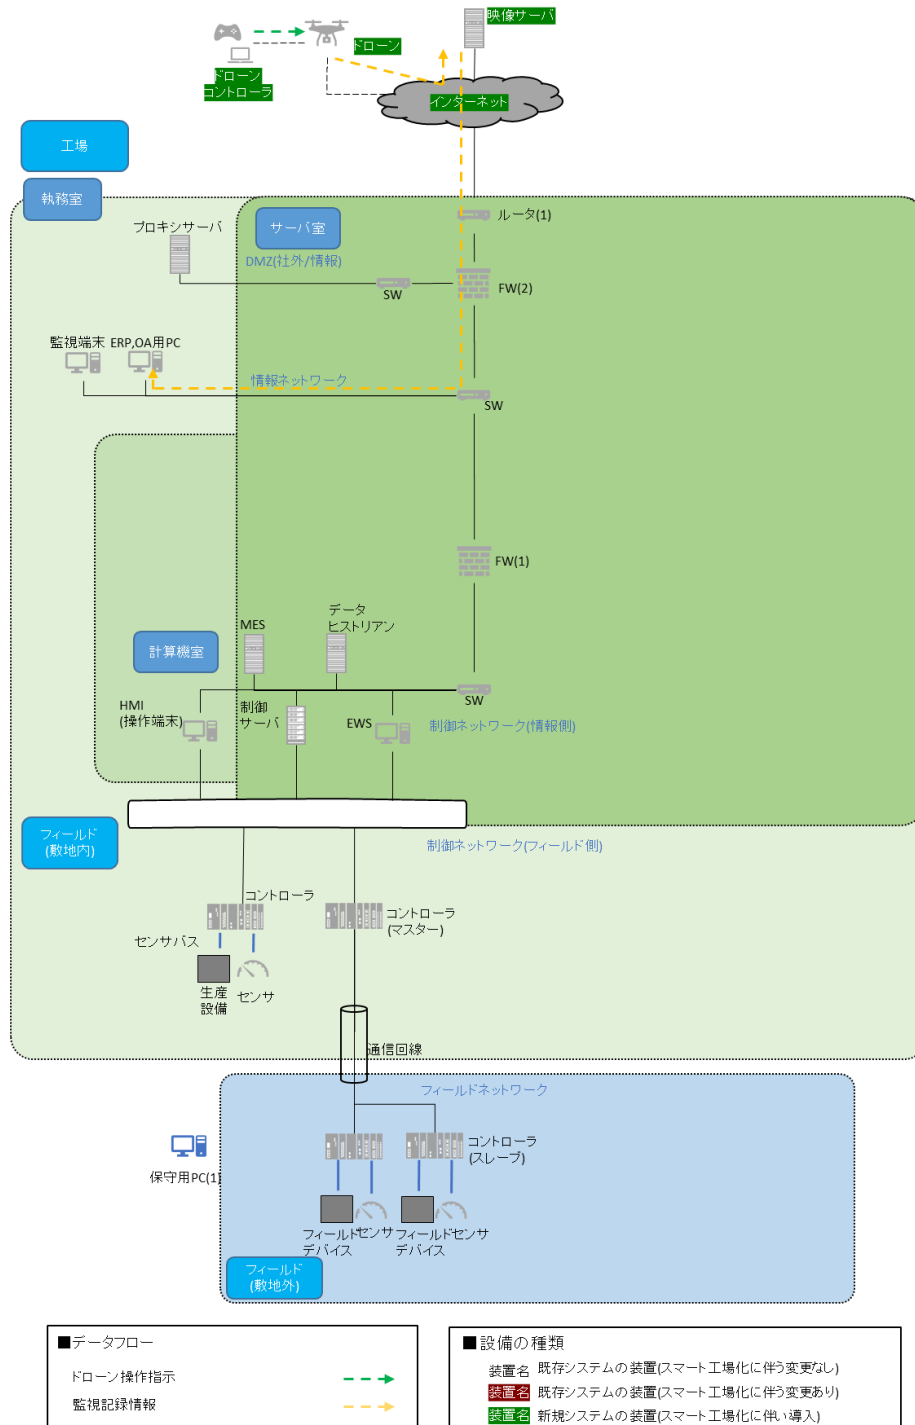 映像サーバ
ドローン
ドローン
コントローラ
インターネット
工場
執務室
サーバ室
ルータ(1)
プロキシサーバ
DMZ(社外/情報)
FW(2)
SW
監視端末
ERP,OA用PC
情報ネットワーク
SW
FW(1)
データ
ヒストリアン
MES
計算機室
SW
HMI
(操作端末)
制御
サーバ
EWS
制御ネットワーク(情報側)
フィールド
(敷地内)
制御ネットワーク(フィールド側)
コントローラ
コントローラ
(マスター)
センサバス
生産
設備
センサ
通信回線
フィールドネットワーク
コントローラ
(スレーブ)
保守用PC(1)
フィールド
デバイス
センサ
フィールド
デバイス
センサ
フィールド
(敷地外)
■データフロー
ドローン操作指示
監視記録情報
■設備の種類
装置名 既存システムの装置(スマート工場化に伴う変更なし)
装置名 既存システムの装置(スマート工場化に伴う変更あり)
装置名 新規システムの装置(スマート工場化に伴い導入)